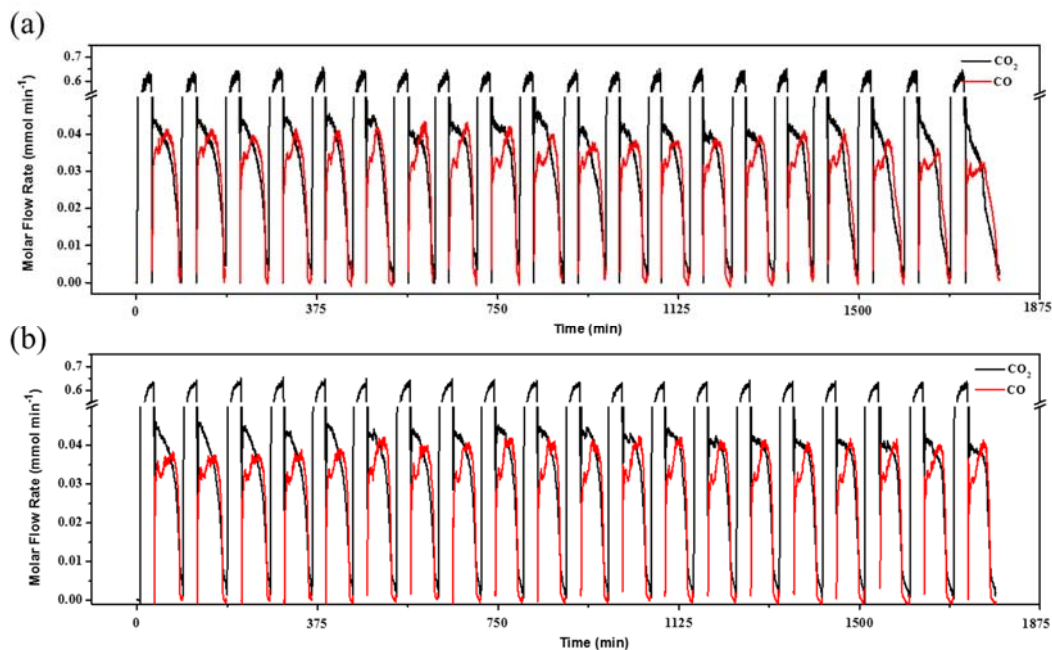 (a)
Molar Flow Rate (mmol min⁻¹)
0.7
0.6
0.04
0.03
0.02
0.01
0.00
CO₂
CO
0 375 750 1125 1500 1875
Time (min)
(b)
Molar Flow Rate (mmol min⁻¹)
0.7
0.6
0.04
0.03
0.02
0.01
0.00
CO₂
CO
0 375 750 1125 1500 1875
Time (min)